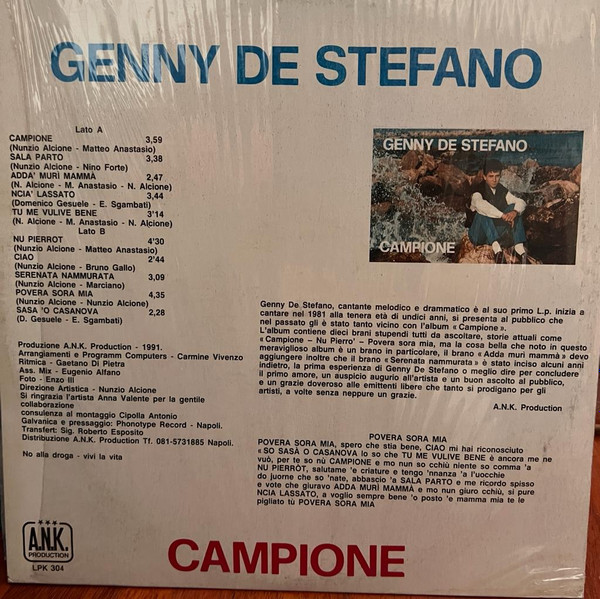 GENNY DE STEFANO
Lato A
CAMPIONE 3,59
(Nunzio Alcione - Matteo Anastasio)
SALA PARTO 3,38
(Nunzio Alcione - Nino Forte)
ADDA' MURÌ MAMMÀ 2,47
(N. Alcione - M. Anastasio - N. Alcione)
NCIA' LASSATO 3,44
(Domenico Gesuele - E. Sgambati)
TU ME VULIVE BENE 3'14
(N. Alcione - M. Anastasio - N. Alcione)
Lato B
NU PIERROT 4'30
(Nunzio Alcione - Matteo Anastasio)
CIAO 2'44
(Nunzio Alcione - Bruno Gallo)
SERENATA NAMMURATA 3,09
(Nunzio Alcione - Marciano)
POVERA SORA MIA 4,35
(Nunzio Alcione - Nunzio Alcione)
SASA 'O CASANOVA 2,28
(D. Gesuele - E. Sgambati)
Produzione A.N.K. Production - 1991.
Arrangiamenti e Programm Computers - Carmine Vivenzo
Ritmica - Gaetano Di Pietra
Ass. Mix - Eugenio Alfano
Foto - Enzo III
Direzione Artistica - Nunzio Alcione
Si ringrazia l'artista Anna Valente per la gentile
collaborazione
consulenza al montaggio Cipolla Antonio
Galvanica e pressaggio: Phonotype Record - Napoli.
Transfert: Sig. Roberto Esposito
Distribuzione A.N.K. Production Tf. 081-5731885 Napoli.
No alla droga - vivi la vita
GENNY DE STEFANO
CAMPIONE
Genny De Stefano, cantante melodico e drammatico è al suo primo L.p. inizia a
cantare nel 1981 alla tenera età di undici anni, si presenta al pubblico che
nel passato gli è stato tanto vicino con l'album « Campione ».
L'album contiene dieci brani stupendi tutti da ascoltare, storie attuali come
« Campione – Nu Pierro' – Povera sora mia, ma la cosa bella che noto in questo
meraviglioso album è un brano in particolare, il brano « Adda murì mammà » devo
aggiungere inoltre che il brano « Serenata nammurata » è stato inciso alcuni anni
indietro, la prima esperienza di Genny De Stefano o meglio dire per concludere
il primo amore, un auspicio augurio all'artista e un buon ascolto al pubblico,
e un grazie doveroso alle emittenti libere che tanto si prodigano per gli
artisti, a volte senza neppure un grazie.
A.N.K. Production
POVERA SORA MIA
POVERA SORA MIA, spero che stia bene, CIAO mi hai riconosciuto
« SO SASÀ O CASANOVA lo so che TU ME VULIVE BENE è ancora me ne
vuò, per te so nù CAMPIONE e mo nun so cchiù niente so comme 'a
NU PIERRÒT, salutame 'e criature e tengo 'nnanza 'a l'uocchie
do juorne che so 'nate, abbascio 'a SALA PARTO e me ricordo spisso
e vote che giuravo ADDA MURÌ MAMMÀ e mo nun giuro cchiù, si pure
NCIA LASSATO, a voglio sempre bene 'o posto 'e mamma mia te le
pigliato tù POVERA SORA MIA
A.N.K.
PRODUCTION
LPK 304
CAMPIONE